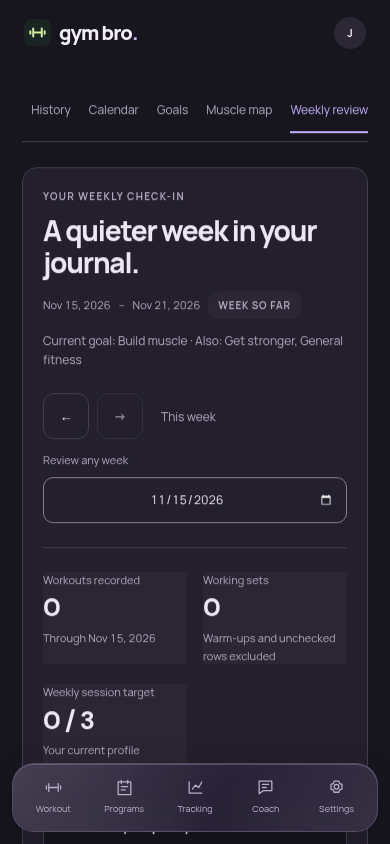 gym bro.
J
History Calendar Goals Muscle map Weekly review
YOUR WEEKLY CHECK-IN
A quieter week in your
journal.
Nov 15, 2026 – Nov 21, 2026 WEEK SO FAR
Current goal: Build muscle · Also: Get stronger, General
fitness
← → This week
Review any week
11/15/2026
Workouts recorded
0
Through Nov 15, 2026
Working sets
0
Warm-ups and unchecked
rows excluded
Weekly session target
0 / 3
Your current profile
Workout Programs Tracking Coach Settings